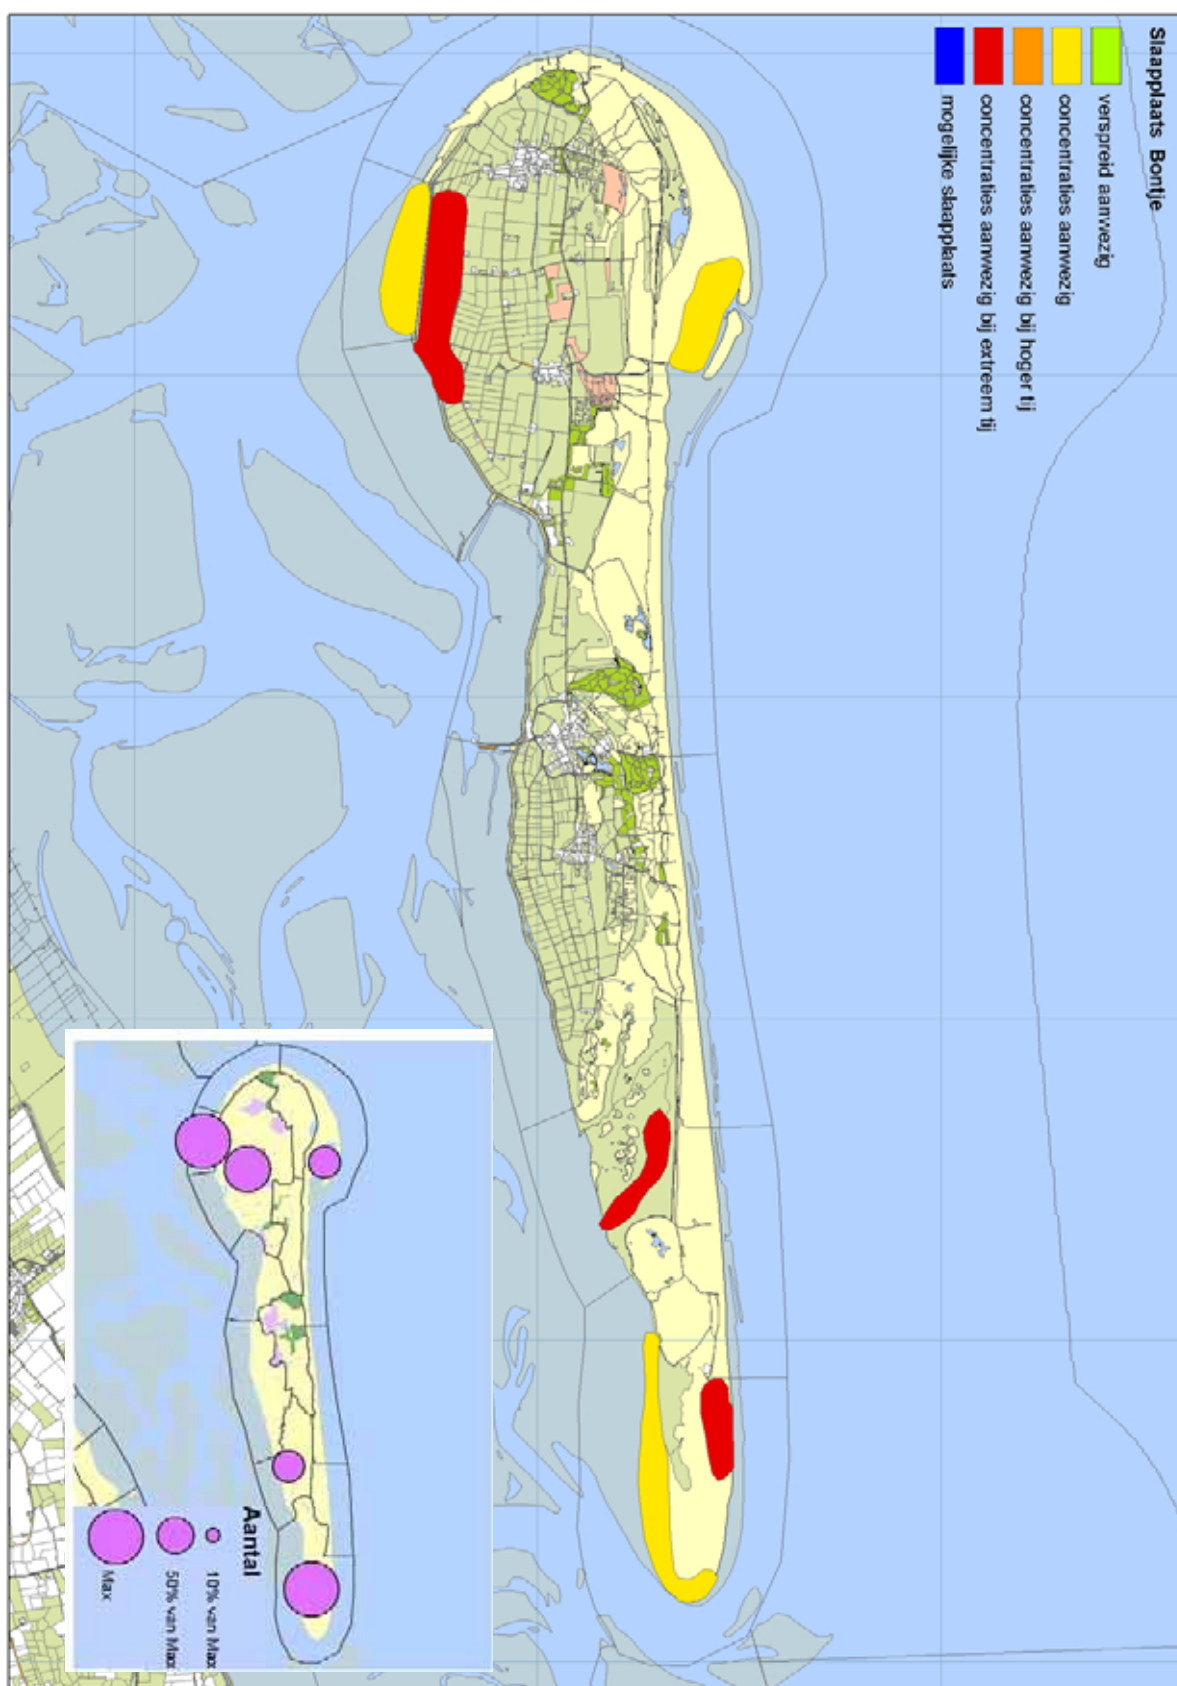 Slaapplaats Bontje
verspreid aanwezig
concentraties aanwezig
concentraties aanwezig bij hoger tij
concentraties aanwezig bij extreem tij
mogelijke slaapplaats
Aantal
10% van Max
50% van Max
Max